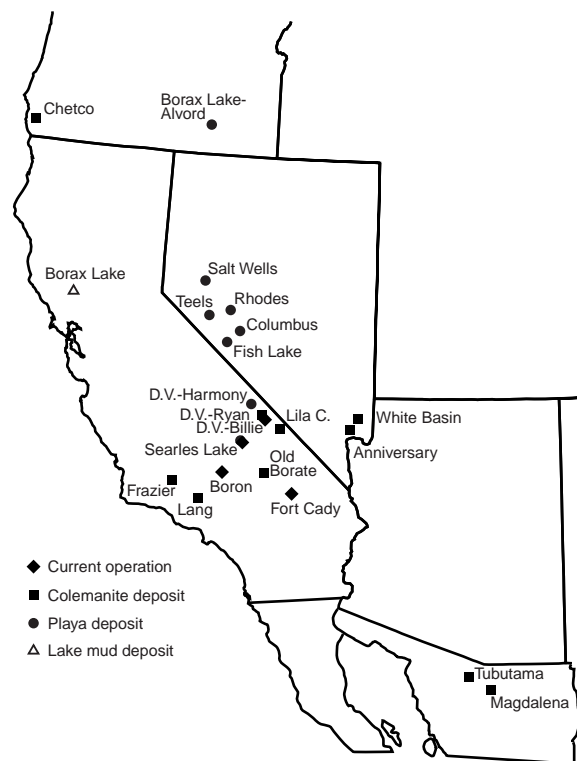 Borax Lake-
Alvord
Chetco
Borax Lake
Salt Wells
Teels
Rhodes
Columbus
Fish Lake
D.V.-Harmony
D.V.-Ryan
D.V.-Billie
Lila C.
White Basin
Anniversary
Searles Lake
Old
Borate
Boron
Frazier
Lang
Fort Cady
Current operation
Colemanite deposit
Playa deposit
Lake mud deposit
Tubutama
Magdalena